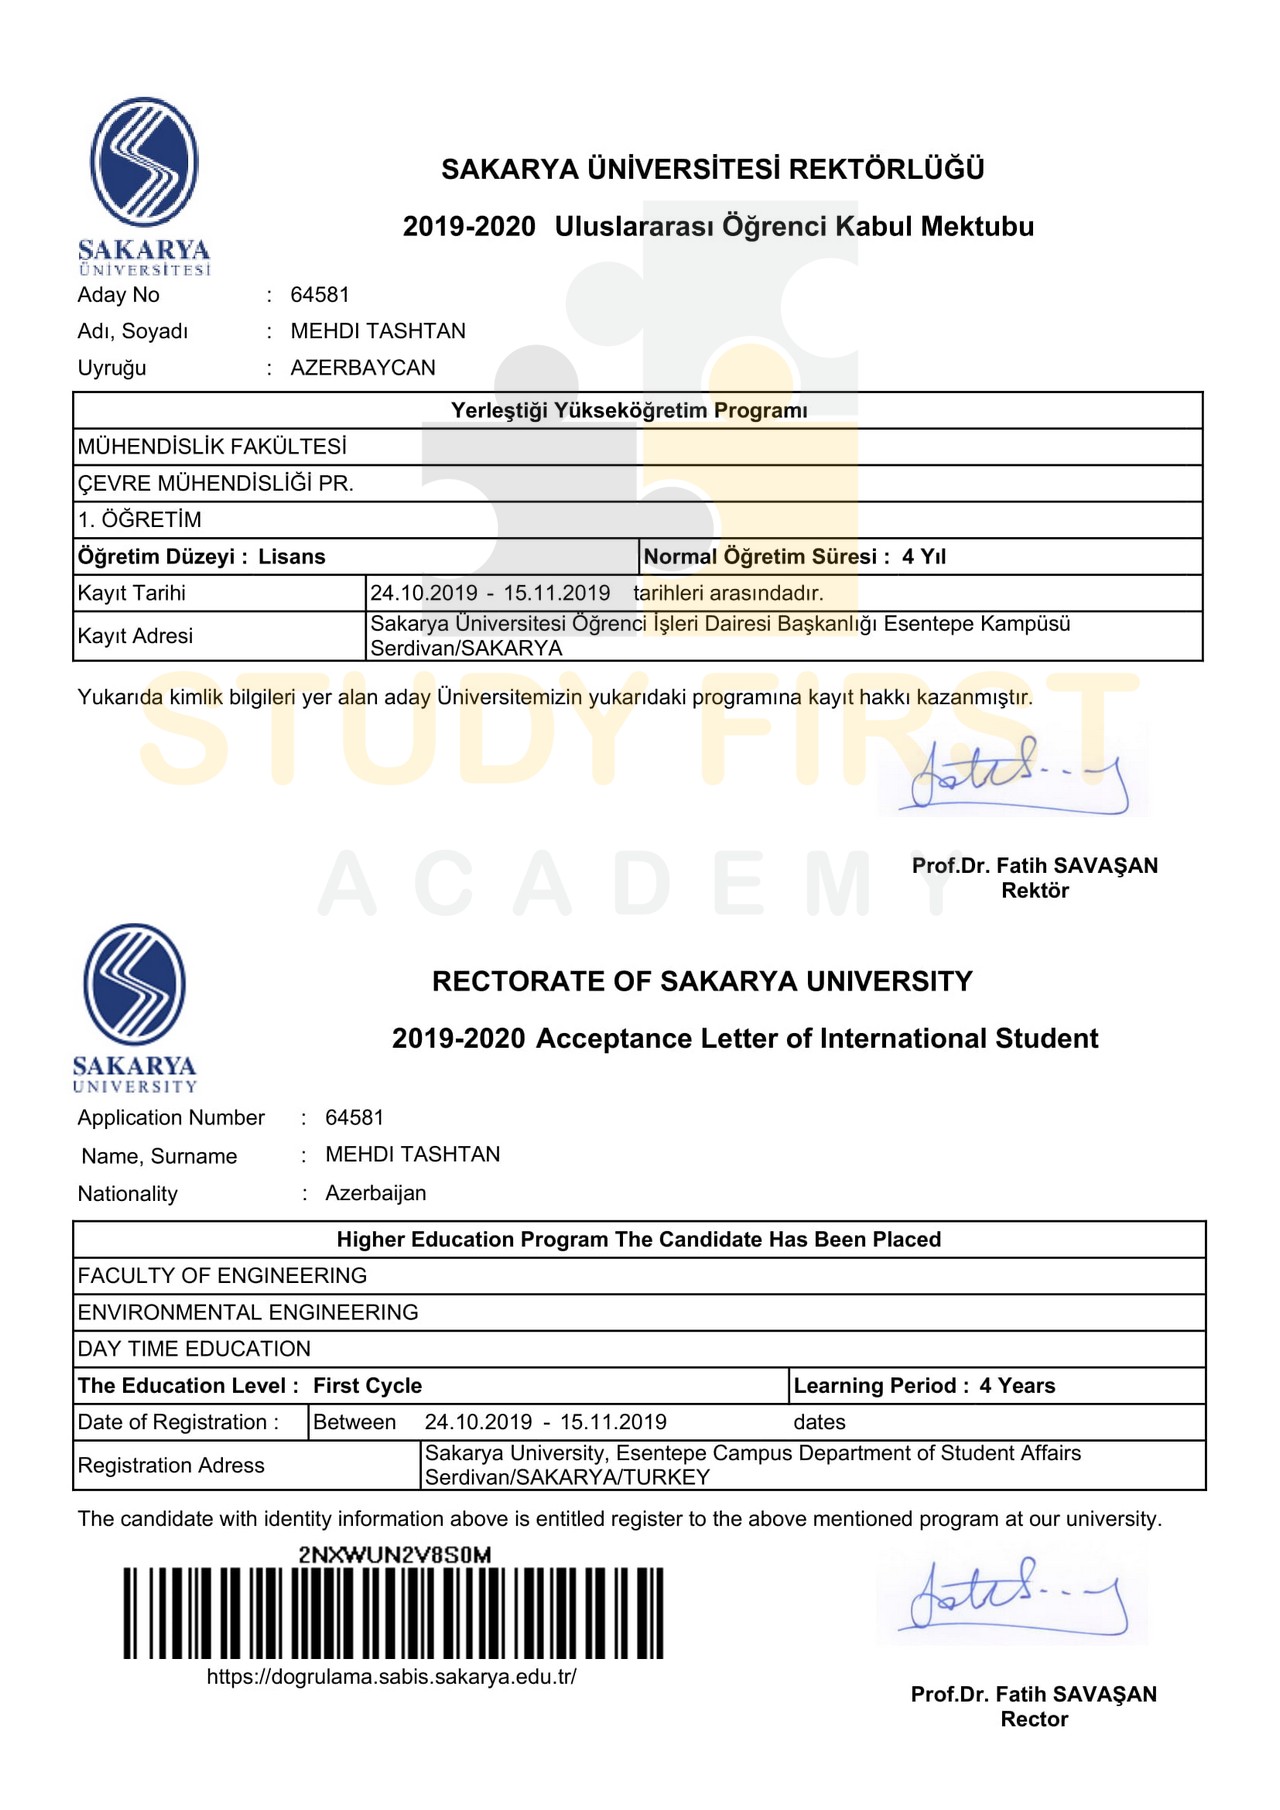 SAKARYA
ÜNİVERSİTESİ
SAKARYA ÜNİVERSİTESİ REKTÖRLÜĞÜ
2019-2020 Uluslararası Öğrenci Kabul Mektubu
Aday No : 64581
Adı, Soyadı : MEHDI TASHTAN
Uyruğu : AZERBAYCAN
Yerleştiği Yükseköğretim Programı
MÜHENDİSLİK FAKÜLTESİ
ÇEVRE MÜHENDİSLİĞİ PR.
1. ÖĞRETİM
Öğretim Düzeyi : Lisans Normal Öğretim Süresi : 4 Yıl
Kayıt Tarihi 24.10.2019 - 15.11.2019 tarihleri arasındadır.
Kayıt Adresi Sakarya Üniversitesi Öğrenci İşleri Dairesi Başkanlığı Esentepe Kampüsü
Serdivan/SAKARYA
Yukarıda kimlik bilgileri yer alan aday Üniversitemizin yukarıdaki programına kayıt hakkı kazanmıştır.
STUDY FIRST
ACADEMY
Prof.Dr. Fatih SAVAŞAN
Rektör
SAKARYA
UNIVERSITY
RECTORATE OF SAKARYA UNIVERSITY
2019-2020 Acceptance Letter of International Student
Application Number : 64581
Name, Surname : MEHDI TASHTAN
Nationality : Azerbaijan
Higher Education Program The Candidate Has Been Placed
FACULTY OF ENGINEERING
ENVIRONMENTAL ENGINEERING
DAY TIME EDUCATION
The Education Level : First Cycle Learning Period : 4 Years
Date of Registration : Between 24.10.2019 - 15.11.2019 dates
Registration Adress Sakarya University, Esentepe Campus Department of Student Affairs
Serdivan/SAKARYA/TURKEY
The candidate with identity information above is entitled register to the above mentioned program at our university.
2NXWUN2V8S0M
https://dogrulama.sabis.sakarya.edu.tr/
Prof.Dr. Fatih SAVAŞAN
Rector